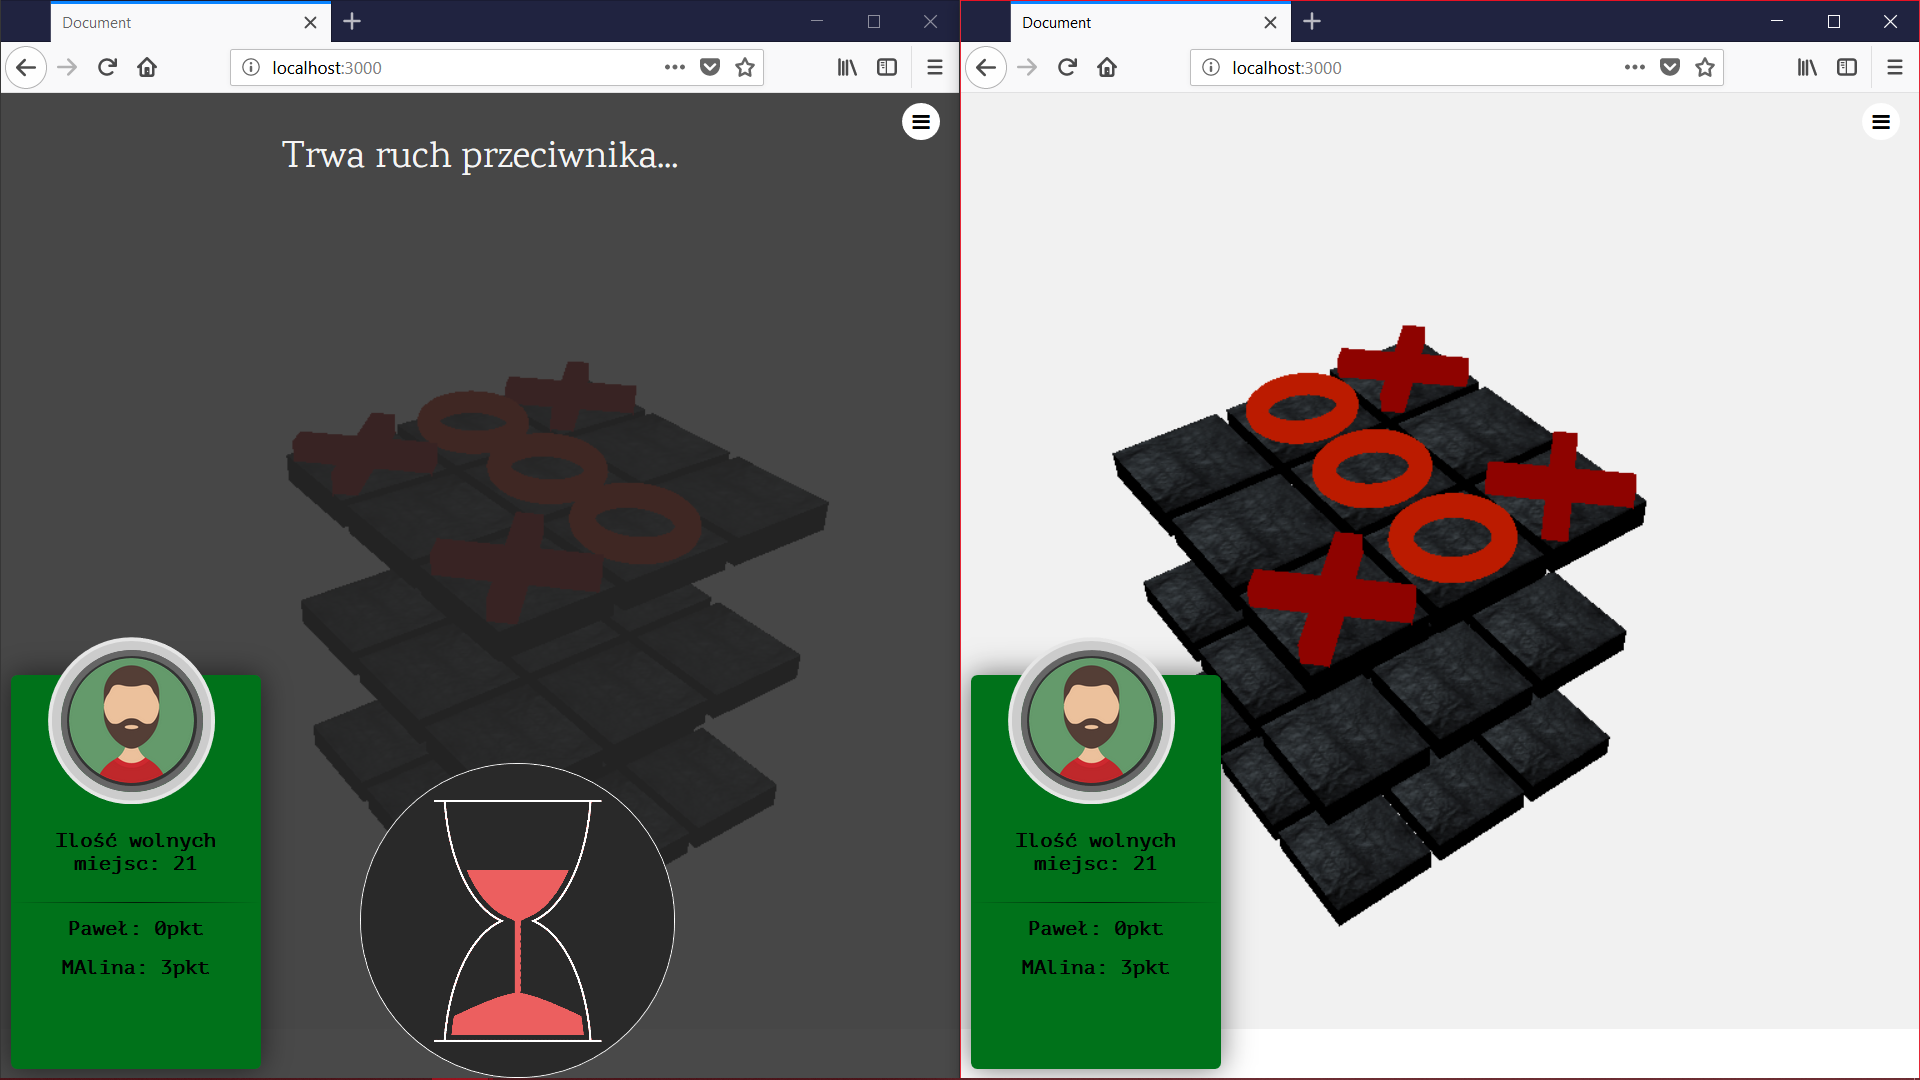 Document
localhost:3000
Trwa ruch przeciwnika...
Ilość wolnych
miejsc: 21
Paweł: 0pkt
MAlina: 3pkt
Document
localhost:3000
Ilość wolnych
miejsc: 21
Paweł: 0pkt
MAlina: 3pkt